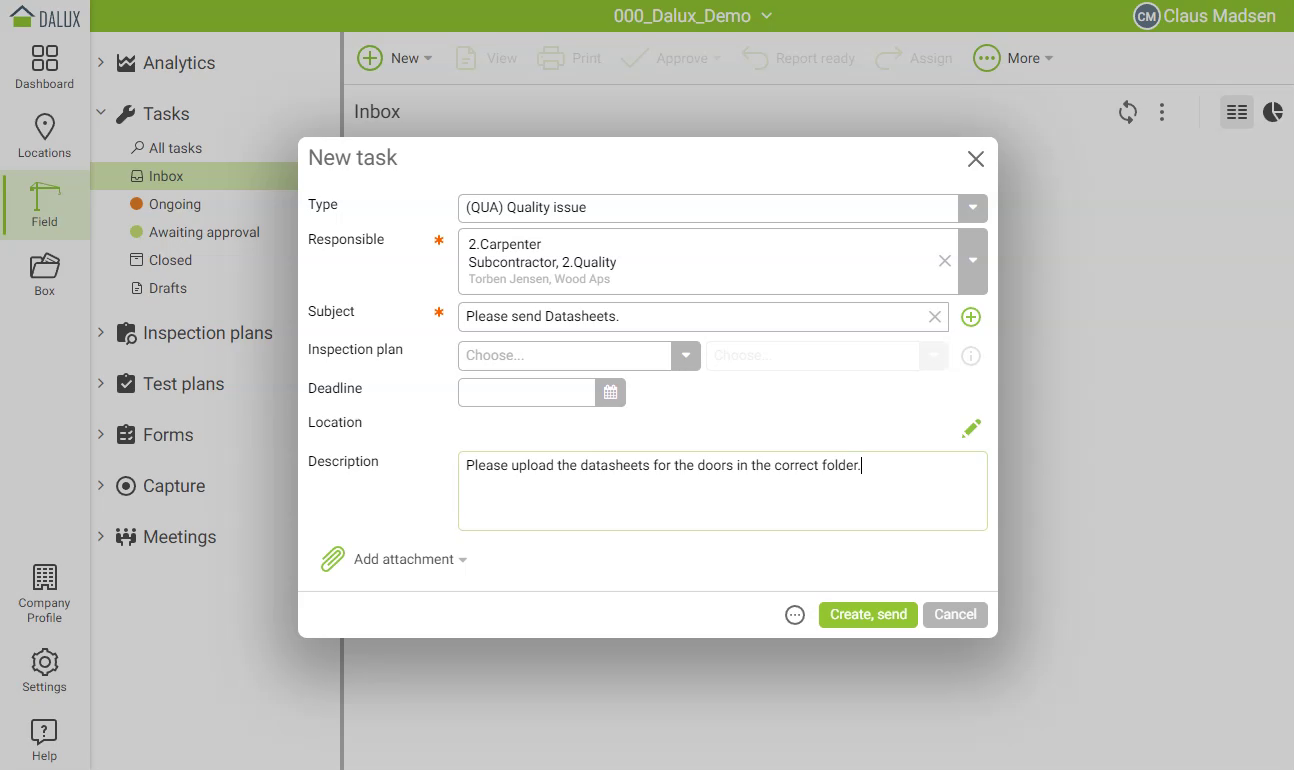 DALUX
000_Dalux_Demo
CM Claus Madsen
Dashboard
Locations
Field
Box
Company
Profile
Settings
Help
Analytics
Tasks
All tasks
Inbox
Ongoing
Awaiting approval
Closed
Drafts
Inspection plans
Test plans
Forms
Capture
Meetings
New
View
Print
Approve
Report ready
Assign
More
Inbox
New task
Type
(QUA) Quality issue
Responsible *
2.Carpenter
Subcontractor, 2.Quality
Torben Jensen, Wood Aps
Subject *
Please send Datasheets.
Inspection plan
Choose...
Choose...
Deadline
Location
Description
Please upload the datasheets for the doors in the correct folder.
Add attachment
Create, send
Cancel